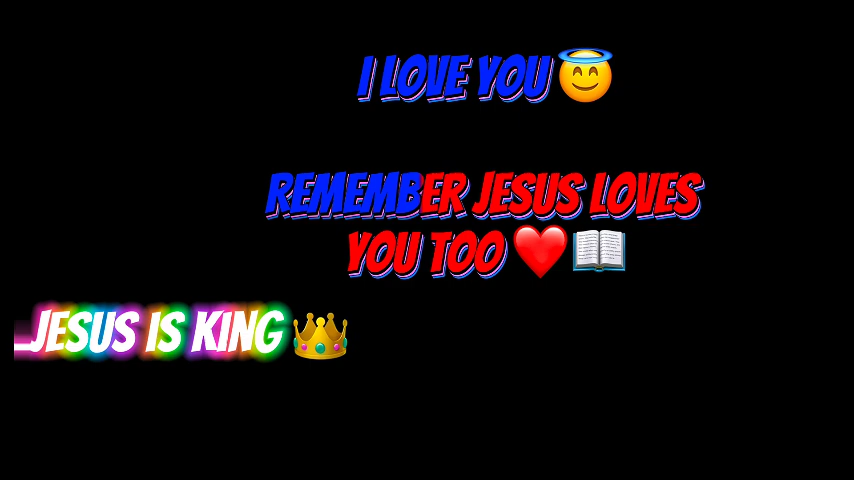 I LOVE YOU 😇
REMEMBER JESUS LOVES
YOU TOO ❤️📖
JESUS IS KING 👑